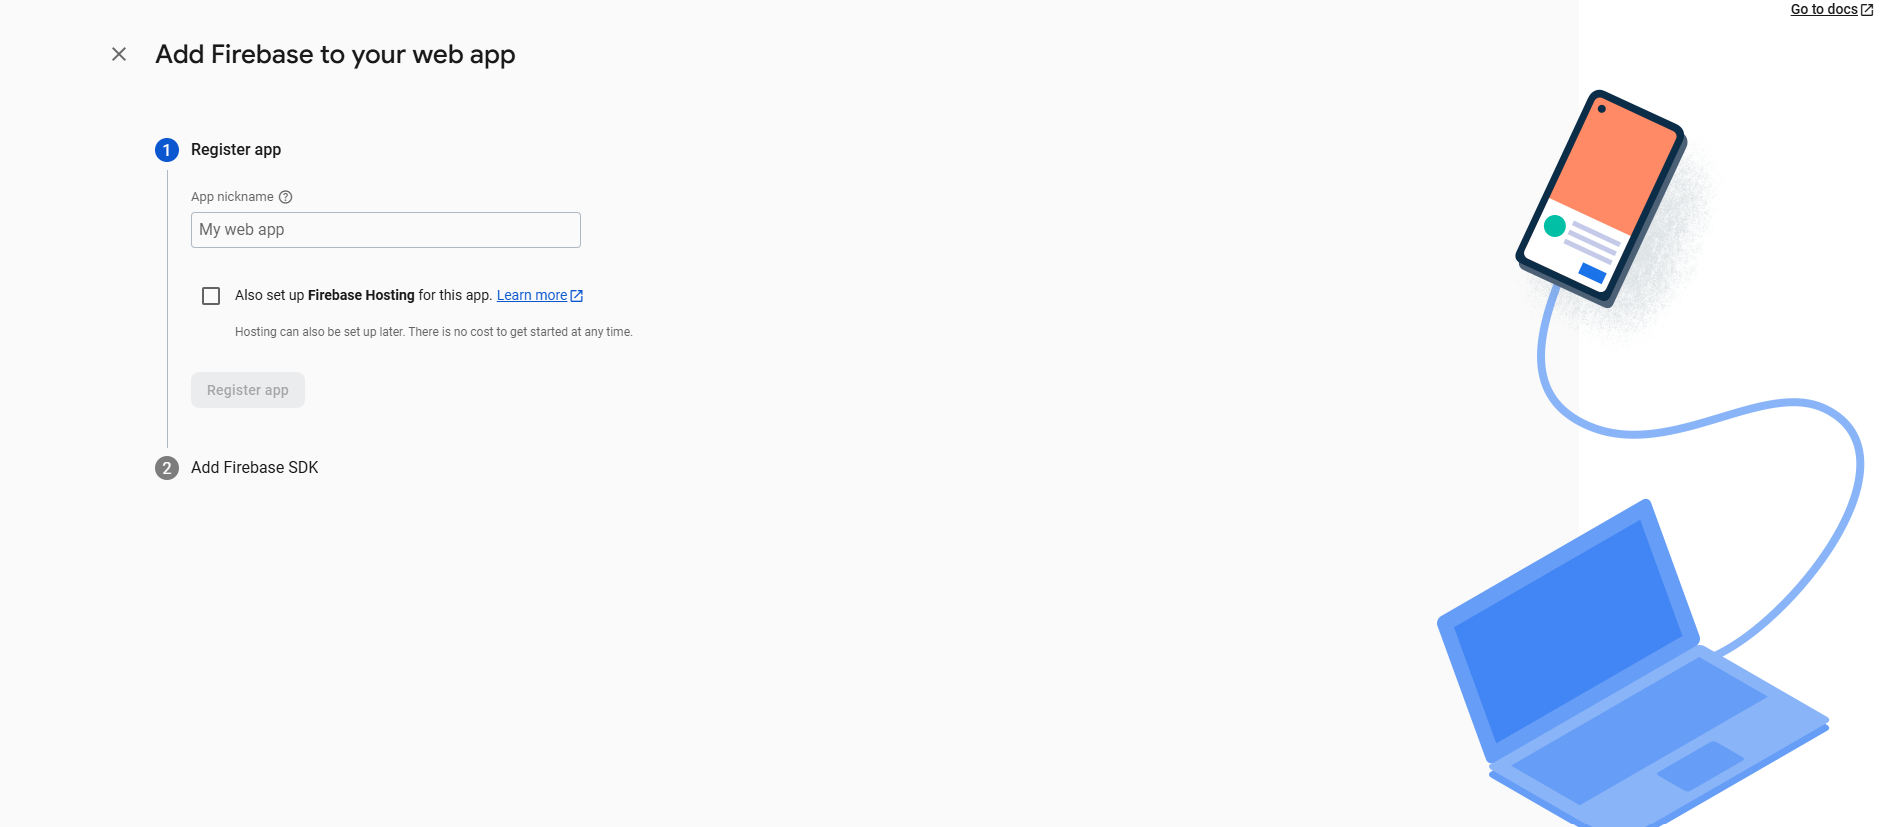 Go to docs
Add Firebase to your web app
1 Register app
App nickname
My web app
Also set up Firebase Hosting for this app. Learn more
Hosting can also be set up later. There is no cost to get started at any time.
Register app
2 Add Firebase SDK